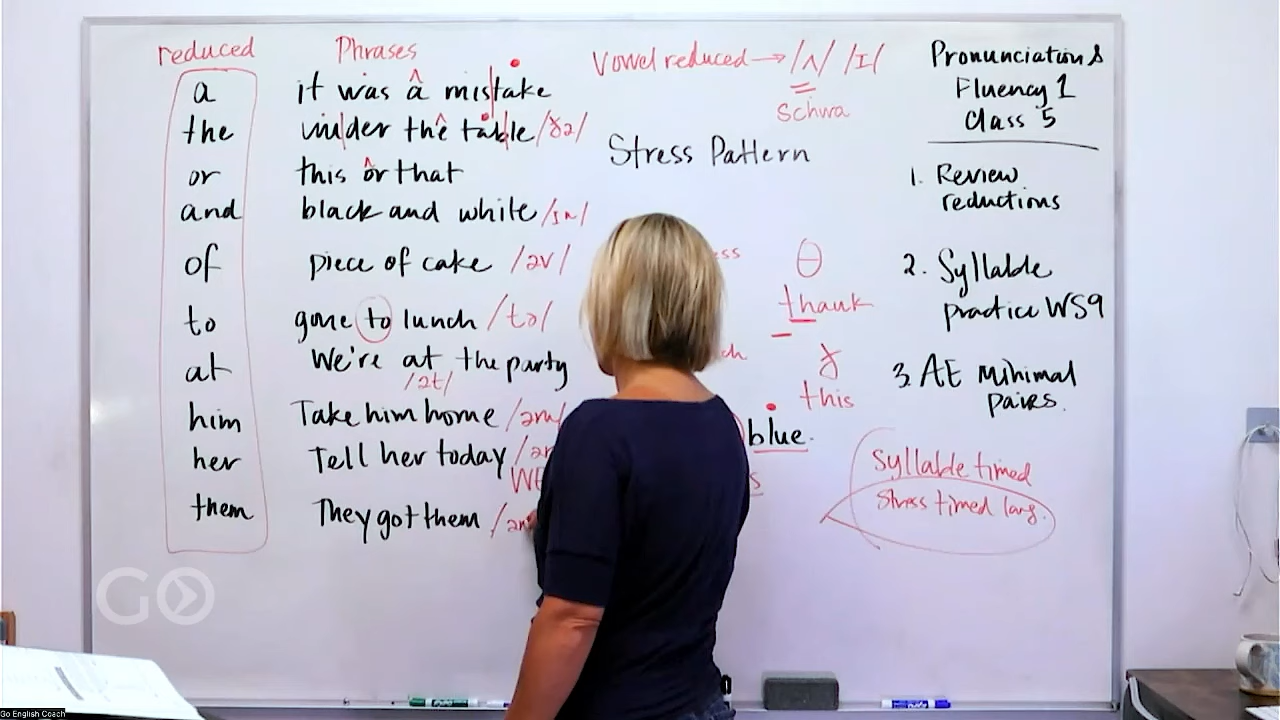 reduced
a
the
or
and
of
to
at
him
her
them
Phrases
it was a mistake
under the table /ɣə/
this or that
black and white /ɪn/
piece of cake /əv/
gone to lunch /tə/
We're at the party
/ət/
Take him home /əm/
Tell her today
They got them
Vowel reduced → /ʌ/ /ɪ/
Schwa
Stress Pattern
θ
thank
ɣ
this
blue.
Pronunciation &
Fluency 1
Class 5
1. Review
reductions
2. Syllable
practice WS9
3. AE Minimal
pairs.
Syllable timed
Stress timed lang.
GO
Go English Coach